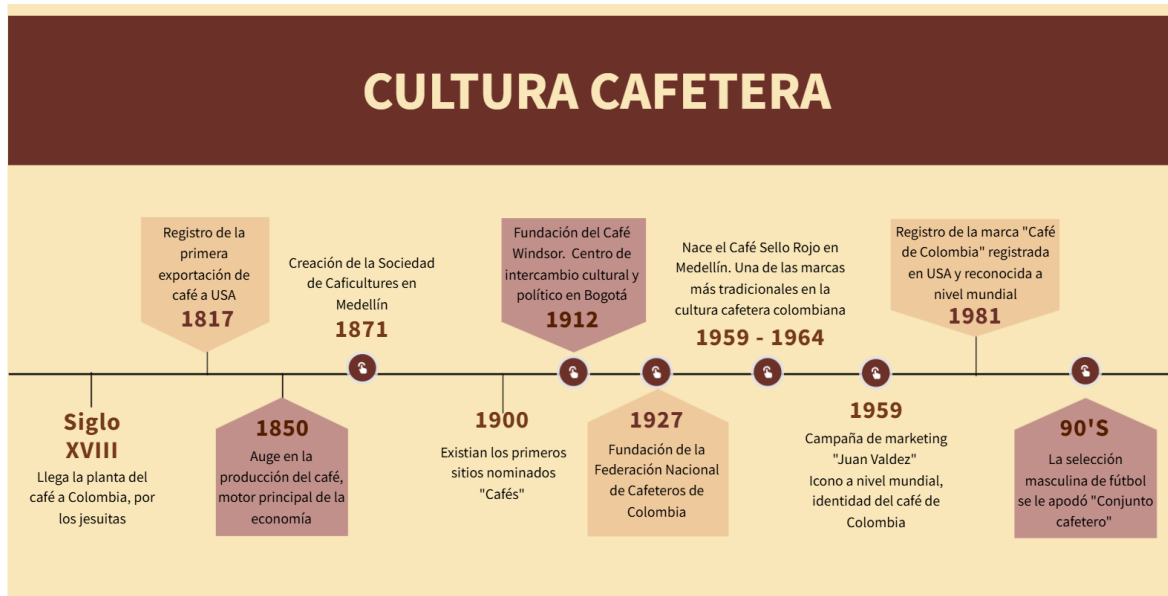 CULTURA CAFETERA
Registro de la
primera
exportación de
café a USA
1817
Creación de la Sociedad
de Caficultures en
Medellín
1871
Fundación del Café
Windsor. Centro de
intercambio cultural y
político en Bogotá
1912
Nace el Café Sello Rojo en
Medellín. Una de las marcas
más tradicionales en la
cultura cafetera colombiana
1959 - 1964
Registro de la marca "Café
de Colombia" registrada
en USA y reconocida a
nivel mundial
1981
Siglo
XVIII
Llega la planta del
café a Colombia, por
los jesuitas
1850
Auge en la
producción del café,
motor principal de la
economía
1900
Existian los primeros
sitios nominados
"Cafés"
1927
Fundación de la
Federación Nacional
de Cafeteros de
Colombia
1959
Campaña de marketing
"Juan Valdez"
Icono a nivel mundial,
identidad del café de
Colombia
90'S
La selección
masculina de fútbol
se le apodó "Conjunto
cafetero"